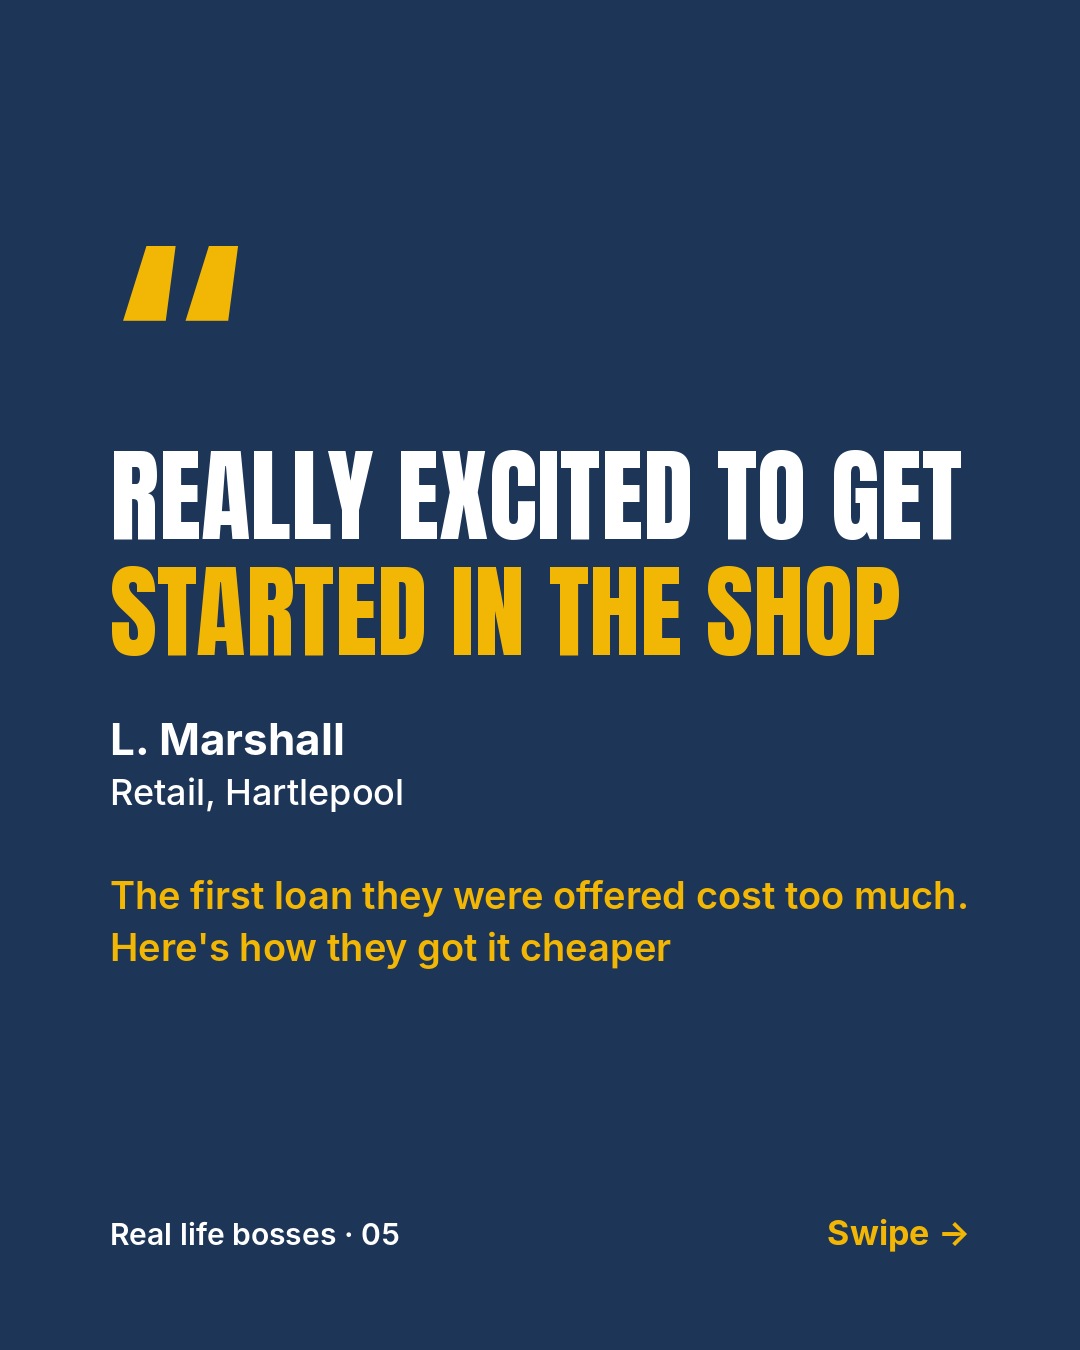 “
REALLY EXCITED TO GET
STARTED IN THE SHOP
L. Marshall
Retail, Hartlepool
The first loan they were offered cost too much.
Here's how they got it cheaper
Real life bosses · 05
Swipe →